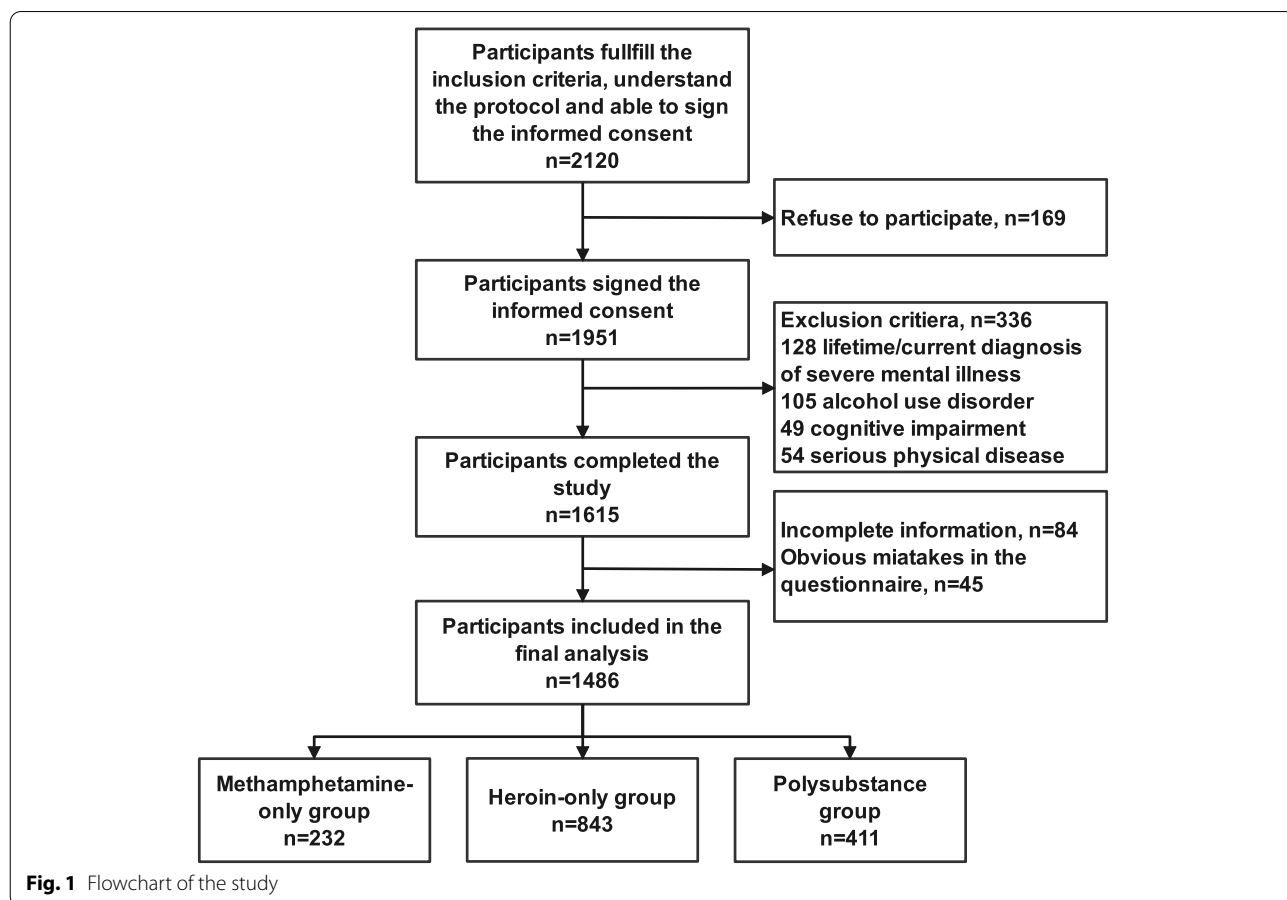 Participants fullfill the
inclusion criteria, understand
the protocol and able to sign
the informed consent
n=2120
Refuse to participate, n=169
Participants signed the
informed consent
n=1951
Exclusion critiera, n=336
128 lifetime/current diagnosis
of severe mental illness
105 alcohol use disorder
49 cognitive impairment
54 serious physical disease
Participants completed the
study
n=1615
Incomplete information, n=84
Obvious miatakes in the
questionnaire, n=45
Participants included in the
final analysis
n=1486
Methamphetamine-
only group
n=232
Heroin-only group
n=843
Polysubstance
group
n=411
Fig. 1 Flowchart of the study